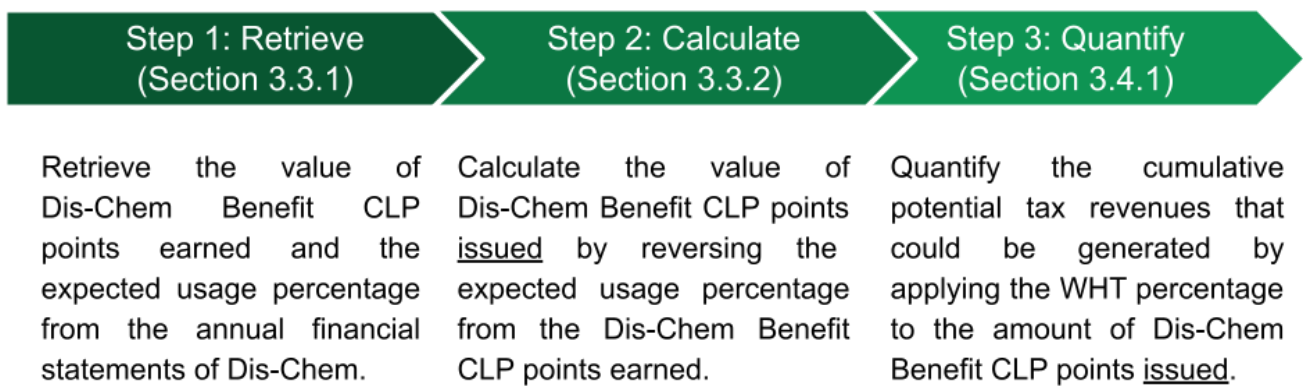 Step 1: Retrieve
(Section 3.3.1)
Step 2: Calculate
(Section 3.3.2)
Step 3: Quantify
(Section 3.4.1)
Retrieve the value of
Dis-Chem Benefit CLP
points earned and the
expected usage percentage
from the annual financial
statements of Dis-Chem.
Calculate the value of
Dis-Chem Benefit CLP points
issued by reversing the
expected usage percentage
from the Dis-Chem Benefit
CLP points earned.
Quantify the cumulative
potential tax revenues that
could be generated by
applying the WHT percentage
to the amount of Dis-Chem
Benefit CLP points issued.